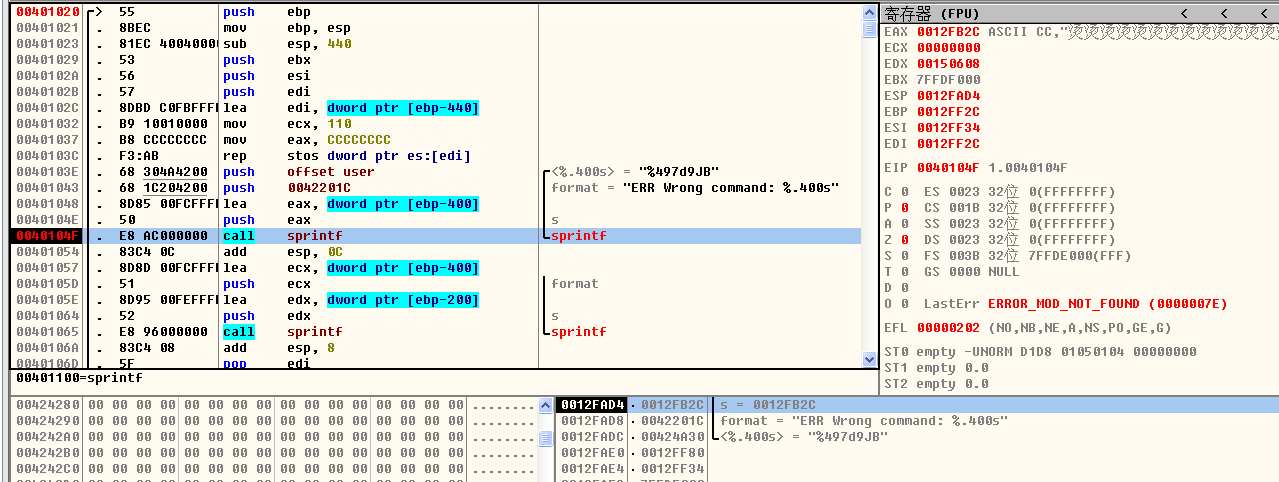 00401020 > 55 push ebp
00401021 . 8BEC mov ebp, esp
00401023 . 81EC 40040000 sub esp, 440
00401029 . 53 push ebx
0040102A . 56 push esi
0040102B . 57 push edi
0040102C . 8DBD C0FBFFFF lea edi, dword ptr [ebp-440]
00401032 . B9 10010000 mov ecx, 110
00401037 . B8 CCCCCCCC mov eax, CCCCCCCC
0040103C . F3:AB rep stos dword ptr es:[edi]
0040103E . 68 304A4200 push offset user <%.400s> = "%497d9JB"
00401043 . 68 1C204200 push 0042201C format = "ERR Wrong command: %.400s"
00401048 . 8D85 00FCFFFF lea eax, dword ptr [ebp-400]
0040104E . 50 push eax s
0040104F . E8 AC000000 call sprintf sprintf
00401054 . 83C4 0C add esp, 0C
00401057 . 8D8D 00FCFFFF lea ecx, dword ptr [ebp-400]
0040105D . 51 push ecx format
0040105E . 8D95 00FEFFFF lea edx, dword ptr [ebp-200]
00401064 . 52 push edx s
00401065 . E8 96000000 call sprintf sprintf
0040106A . 83C4 08 add esp, 8
0040106D . 5F pop edi
00401100=sprintf
寄存器 (FPU) < < <
EAX 0012FB2C ASCII CC,"烫烫烫烫烫烫烫烫烫烫烫烫烫
ECX 00000000
EDX 00150608
EBX 7FFDF000
ESP 0012FAD4
EBP 0012FF2C
ESI 0012FF34
EDI 0012FF2C
EIP 0040104F 1.0040104F
C 0 ES 0023 32位 0(FFFFFFFF)
P 0 CS 001B 32位 0(FFFFFFFF)
A 0 SS 0023 32位 0(FFFFFFFF)
Z 0 DS 0023 32位 0(FFFFFFFF)
S 0 FS 003B 32位 7FFDE000(FFF)
T 0 GS 0000 NULL
D 0
O 0 LastErr ERROR_MOD_NOT_FOUND (0000007E)
EFL 00000202 (NO,NB,NE,A,NS,PO,GE,G)
ST0 empty -UNORM D1D8 01050104 00000000
ST1 empty 0.0
ST2 empty 0.0
00424280 00 00 00 00 00 00 00 00 00 00 00 00 00 00 00 00 ........
00424290 00 00 00 00 00 00 00 00 00 00 00 00 00 00 00 00 ........
004242A0 00 00 00 00 00 00 00 00 00 00 00 00 00 00 00 00 ........
004242B0 00 00 00 00 00 00 00 00 00 00 00 00 00 00 00 00 ........
004242C0 00 00 00 00 00 00 00 00 00 00 00 00 00 00 00 00 ........
0012FAD4 . 0012FB2C s = 0012FB2C
0012FAD8 . 0042201C format = "ERR Wrong command: %.400s"
0012FADC . 00424A30 <%.400s> = "%497d9JB"
0012FAE0 . 0012FF80
0012FAE4 . 0012FF34